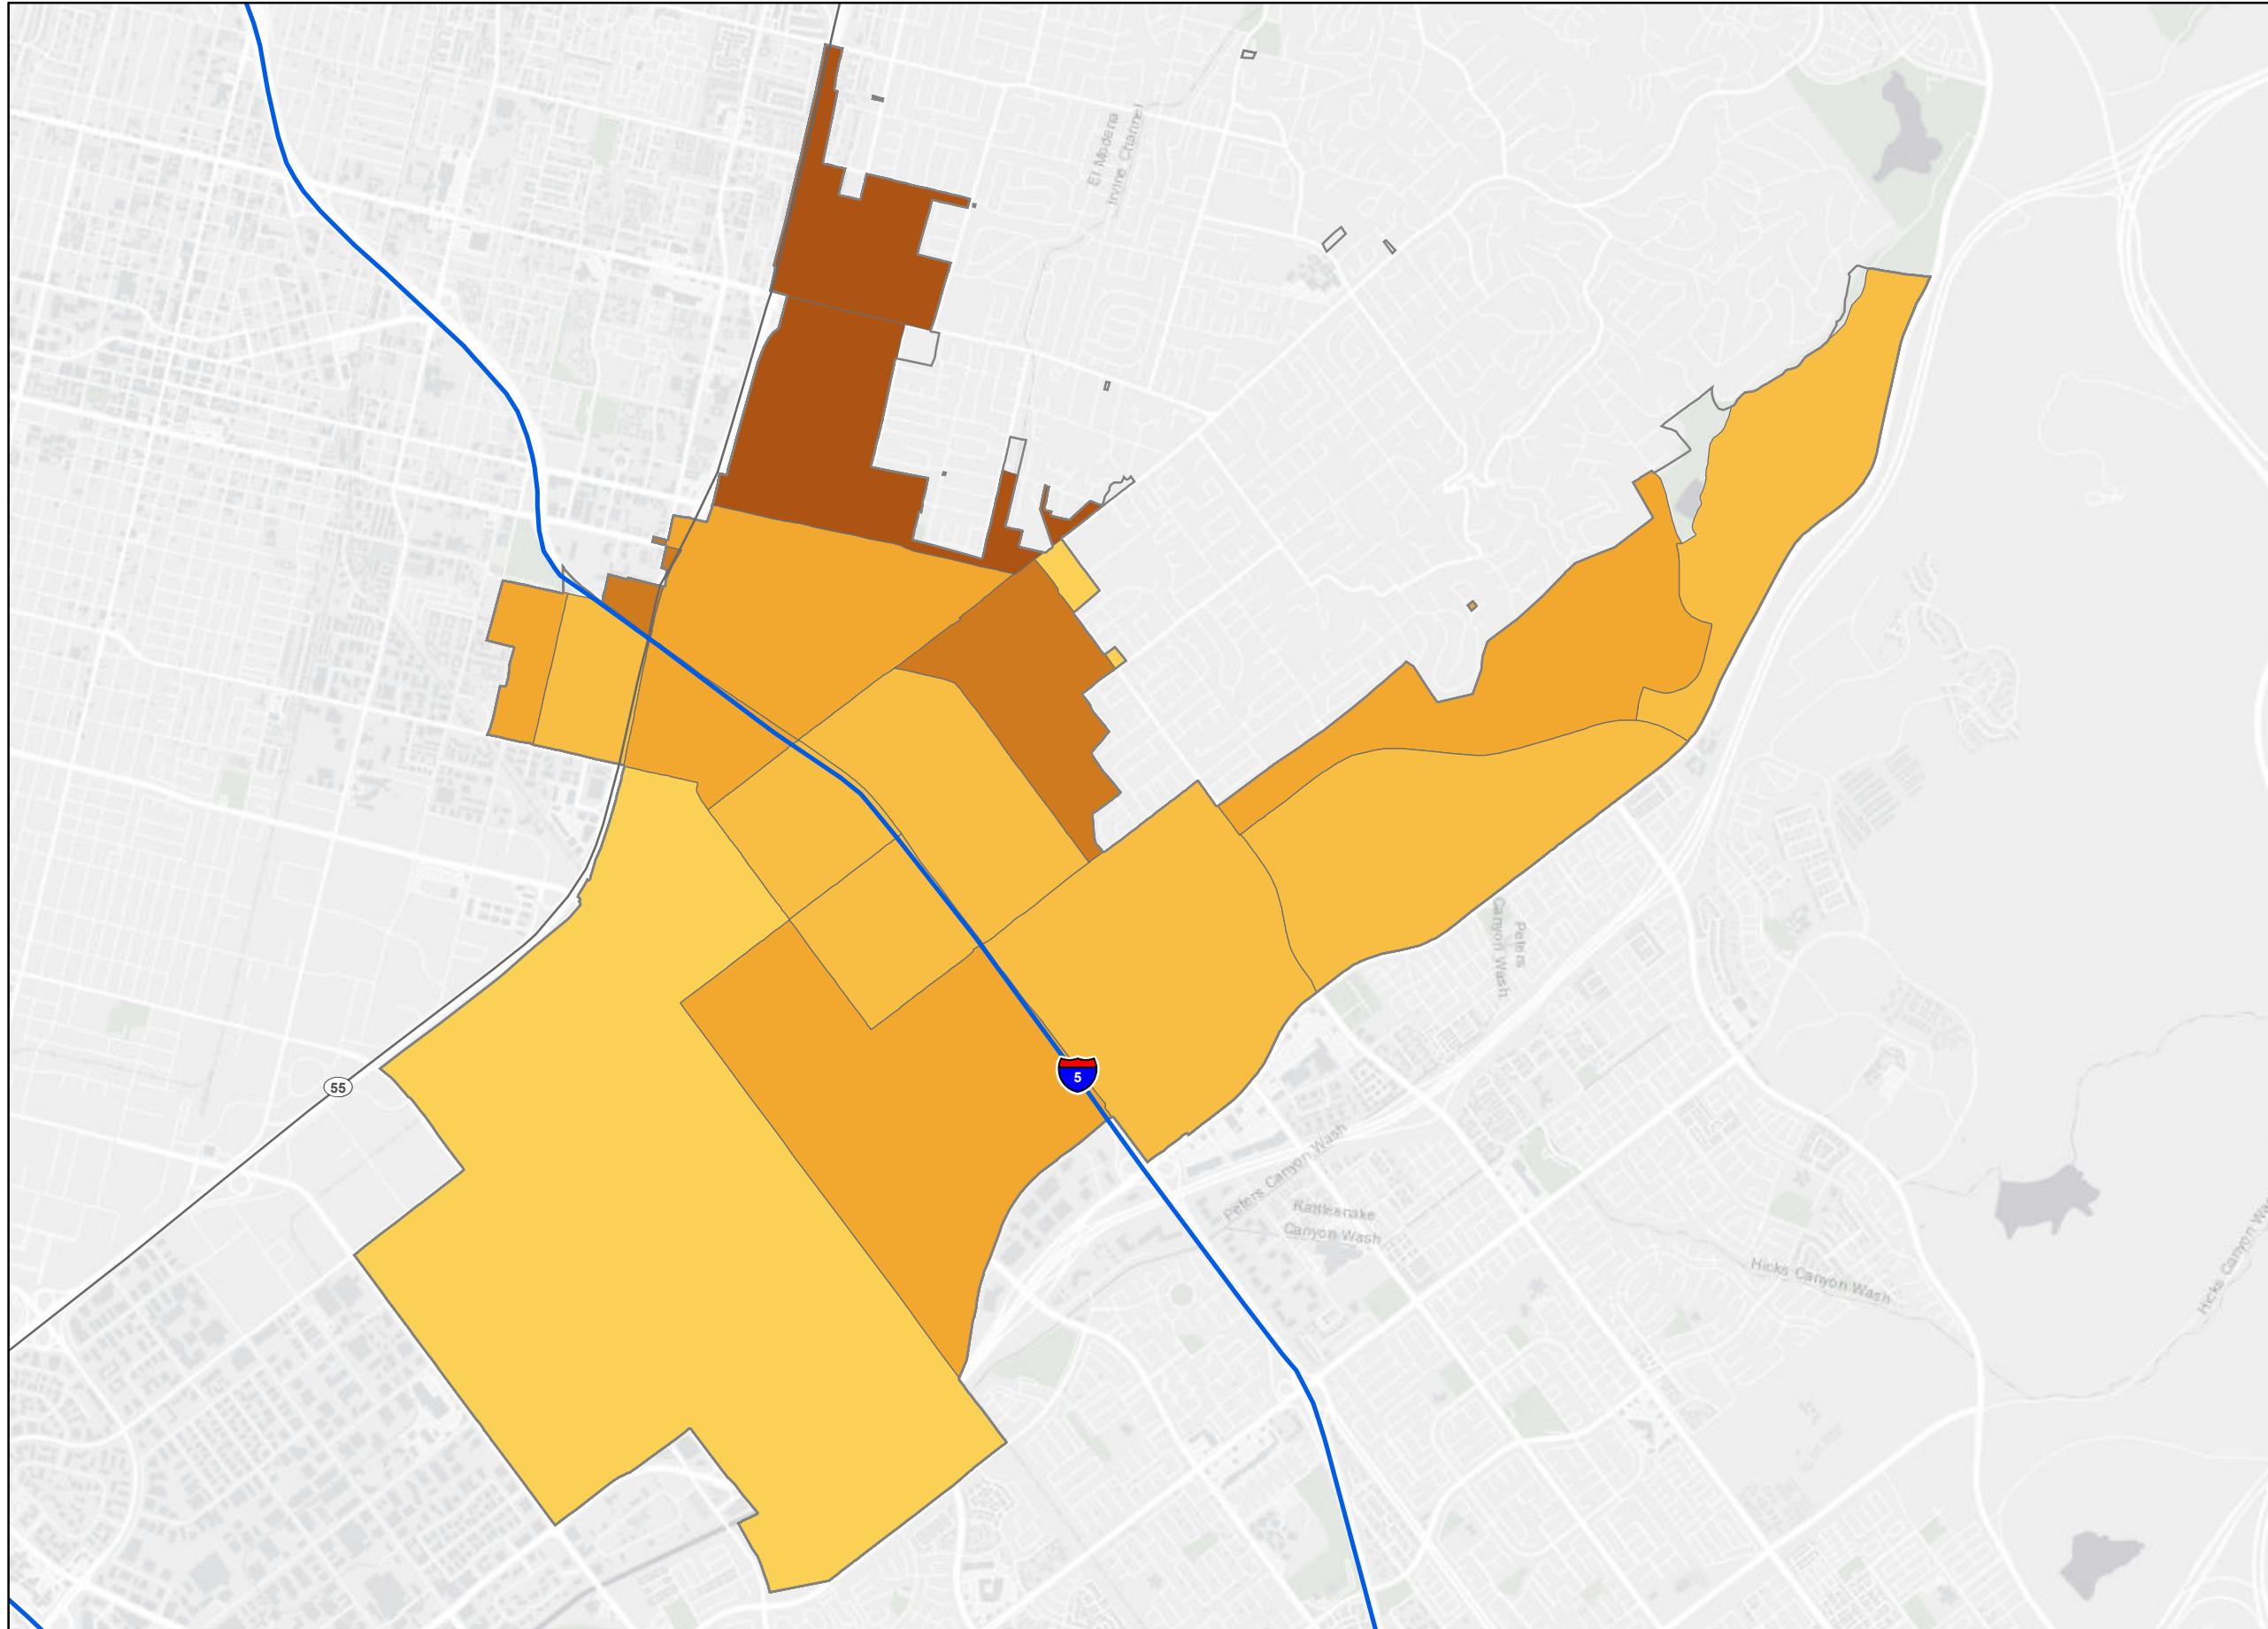 El Modena
Irvine Channel
Peters
Canyon Wash
5
55
Peters Canyon Wash
Rattlesnake
Canyon Wash
Hicks Canyon Wash
Hicks Canyon Wa